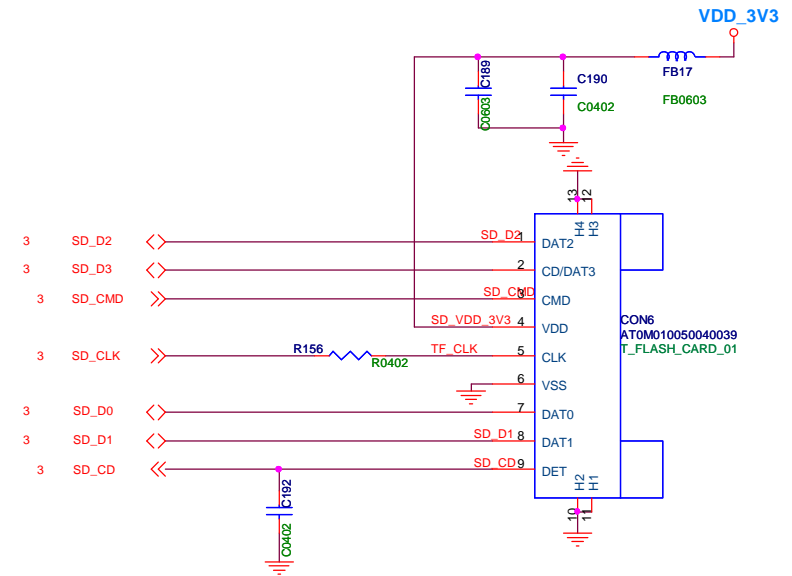 VDD_3V3
C189
C0603
C190
C0402
FB17
FB0603
13
12
H4
H3
3 SD_D2 SD_D2 1 DAT2
3 SD_D3 2 CD/DAT3
3 SD_CMD SD_CMD 3 CMD
SD_VDD_3V3 4 VDD
CON6
AT0M010050040039
T_FLASH_CARD_01
3 SD_CLK R156 R0402 TF_CLK 5 CLK
6 VSS
3 SD_D0 7 DAT0
3 SD_D1 SD_D1 8 DAT1
3 SD_CD SD_CD 9 DET
H2
H1
10
11
C192
C0402